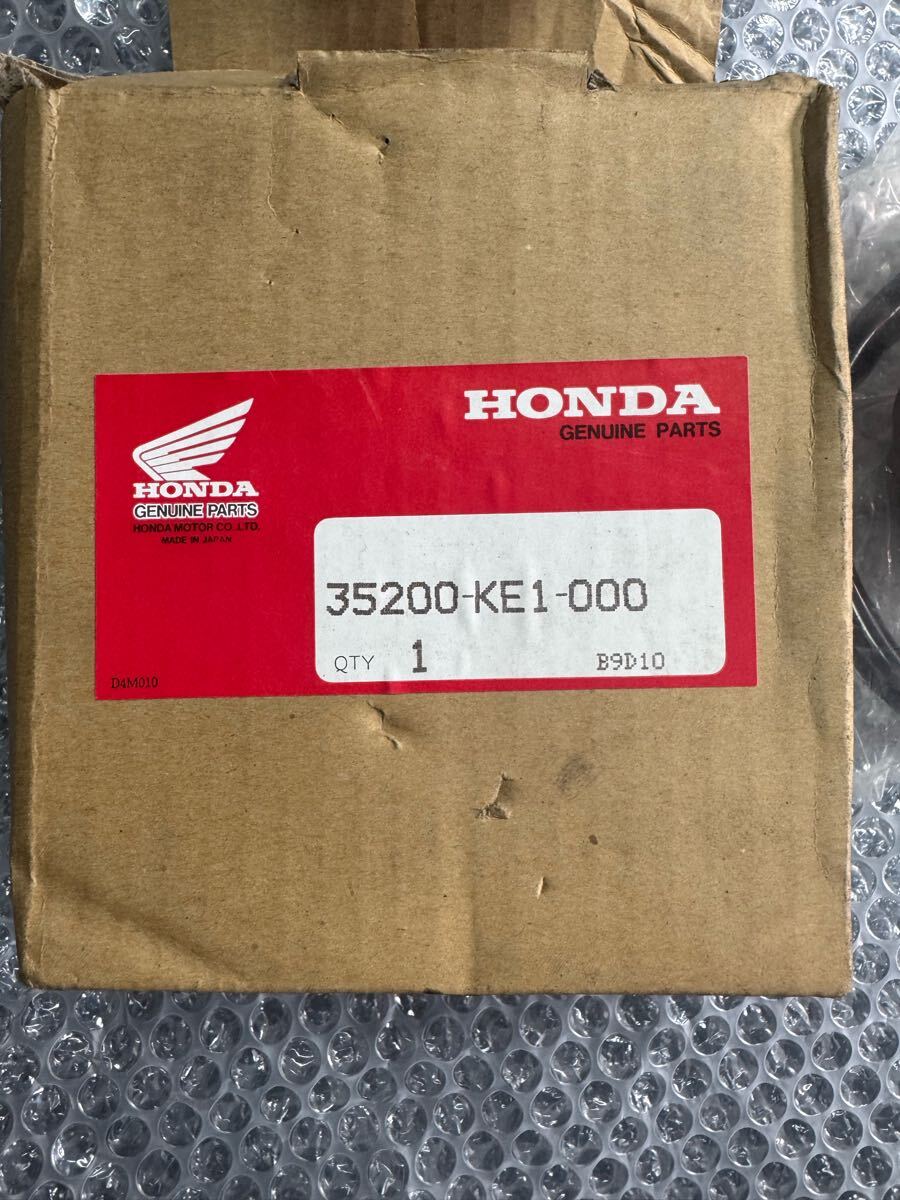 HONDA
GENUINE PARTS
HONDA
GENUINE PARTS
HONDA MOTOR CO.,LTD.
MADE IN JAPAN
35200-KE1-000
QTY 1 B9D10
D4M010